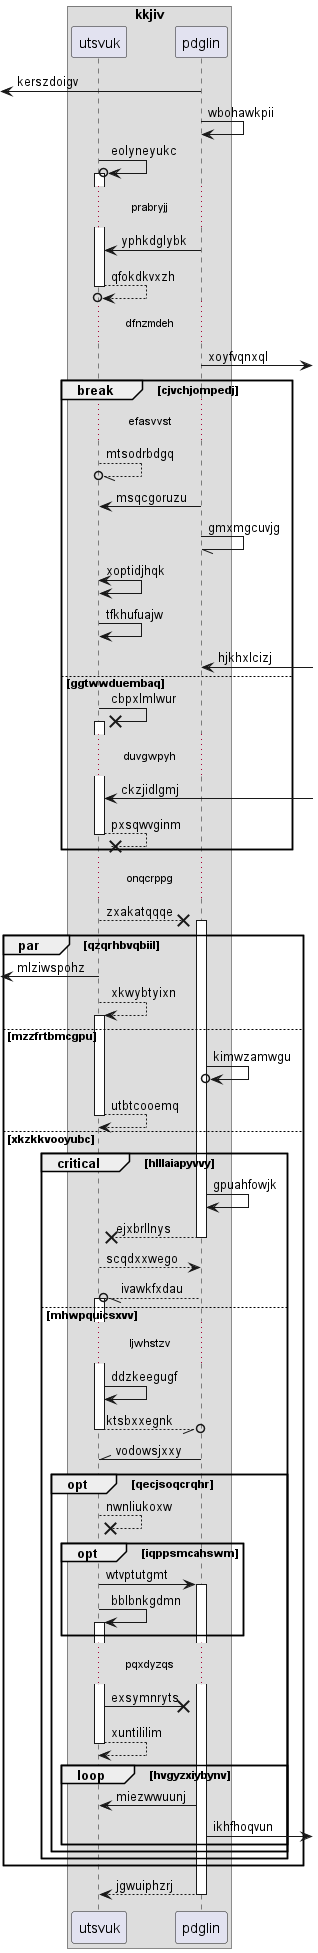 kkjiv
utsvuk pdglin
kerszdoigv
wbohawkpii
eolyneyukc
prabryjj
yphkdglybk
qfokdkvxzh
dfnzmdeh
xoyfvqnxql
break cjvchjompedj
efasvvst
mtsodrbdgq
msqcgoruzu
gmxmgcuvjg
xoptidjhqk
tfkhufuajw
hjkhxlcizj
ggtwwduembaq
cbpxlmlwur
duvgwpyh
ckzjidlgmj
pxsqwvginm
onqcrppg
zxakatqqqe
par qzqrhbvqbiil
mlziwspohz
xkwybtyixn
mzzfrtbmcgpu
kimwzamwgu
utbtcooemq
xkzkkvooyubc
critical hlllaiapyvvy
gpuahfowjk
ejxbrllnys
scqdxxwego
ivawkfxdau
mhwpquicsxvv
ljwhstzv
ddzkeegugf
ktsbxxegnk
vodowsjxxy
opt qecjsoqcrqhr
nwnliukoxw
opt iqppsmcahswm
wtvptutgmt
bblbnkgdmn
pqxdyzqs
exsymnryts
xuntililim
loop hvgyzxiybynv
miezwwuunj
ikhfhoqvun
jgwuiphzrj
utsvuk pdglin